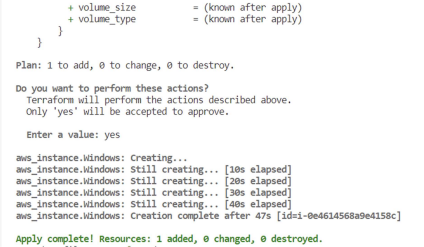 + volume_size = (known after apply)
+ volume_type = (known after apply)
}
}
Plan: 1 to add, 0 to change, 0 to destroy.
Do you want to perform these actions?
Terraform will perform the actions described above.
Only 'yes' will be accepted to approve.
Enter a value: yes
aws_instance.Windows: Creating...
aws_instance.Windows: Still creating... [10s elapsed]
aws_instance.Windows: Still creating... [20s elapsed]
aws_instance.Windows: Still creating... [30s elapsed]
aws_instance.Windows: Still creating... [40s elapsed]
aws_instance.Windows: Creation complete after 47s [id=i-0e4614568a9e4158c]
Apply complete! Resources: 1 added, 0 changed, 0 destroyed.